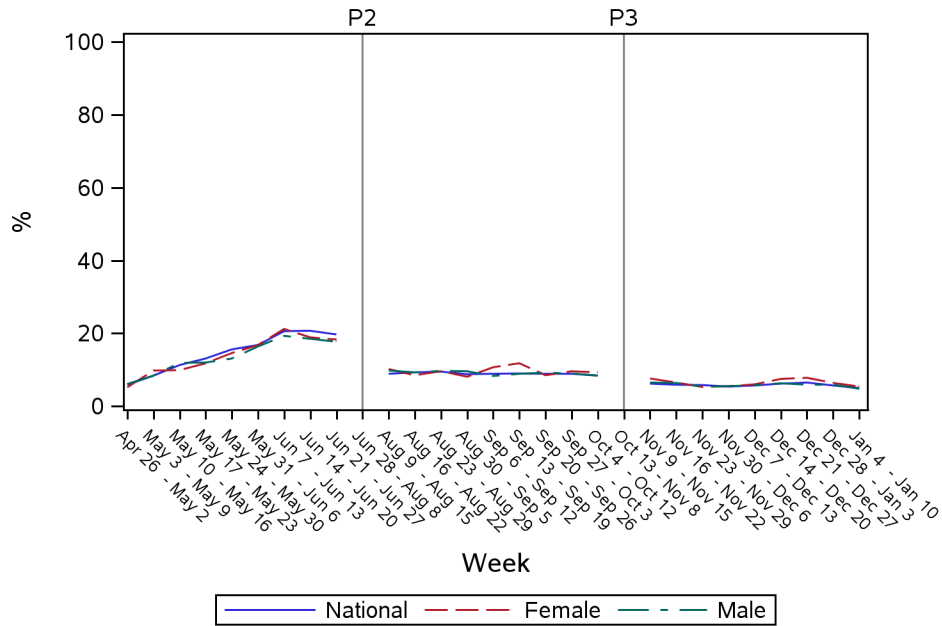 P2
P3
100
80
60
40
20
0
%
Apr 26 - May 2
May 3 - May 9
May 10 - May 16
May 17 - May 23
May 24 - May 30
May 31 - Jun 6
Jun 7 - Jun 13
Jun 14 - Jun 20
Jun 21 - Jun 27
Jun 28 - Aug 8
Aug 9 - Aug 15
Aug 16 - Aug 22
Aug 23 - Aug 29
Aug 30 - Sep 5
Sep 6 - Sep 12
Sep 13 - Sep 19
Sep 20 - Sep 26
Sep 27 - Oct 3
Oct 4 - Oct 12
Oct 13 - Nov 8
Nov 9 - Nov 15
Nov 16 - Nov 22
Nov 23 - Nov 29
Nov 30 - Dec 6
Dec 7 - Dec 13
Dec 14 - Dec 20
Dec 21 - Dec 27
Dec 28 - Jan 3
Jan 4 - Jan 10
Week
National Female Male